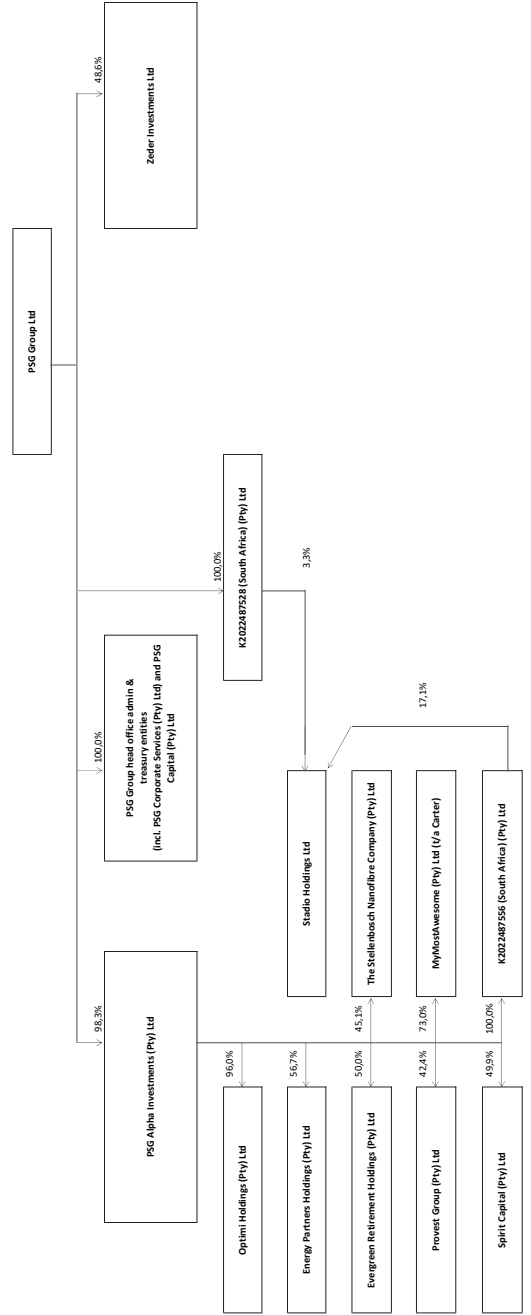 PSG Group Ltd
98,3%
100,0%
48,6%
PSG Alpha Investments (Pty) Ltd
PSG Group head office admin &
treasury entities
(incl. PSG Corporate Services (Pty) Ltd) and PSG
Capital (Pty) Ltd
Zeder Investments Ltd
100,0%
K2022487528 (South Africa) (Pty) Ltd
3,3%
96,0%
Optimi Holdings (Pty) Ltd
Stadio Holdings Ltd
56,7%
Energy Partners Holdings (Pty) Ltd
50,0%
45,1%
Evergreen Retirement Holdings (Pty) Ltd
The Stellenbosch Nanofibre Company (Pty) Ltd
17,1%
42,4%
73,0%
Provest Group (Pty) Ltd
MyMostAwesome (Pty) Ltd (t/a Carter)
49,9%
100,0%
Spirit Capital (Pty) Ltd
K2022487556 (South Africa) (Pty) Ltd